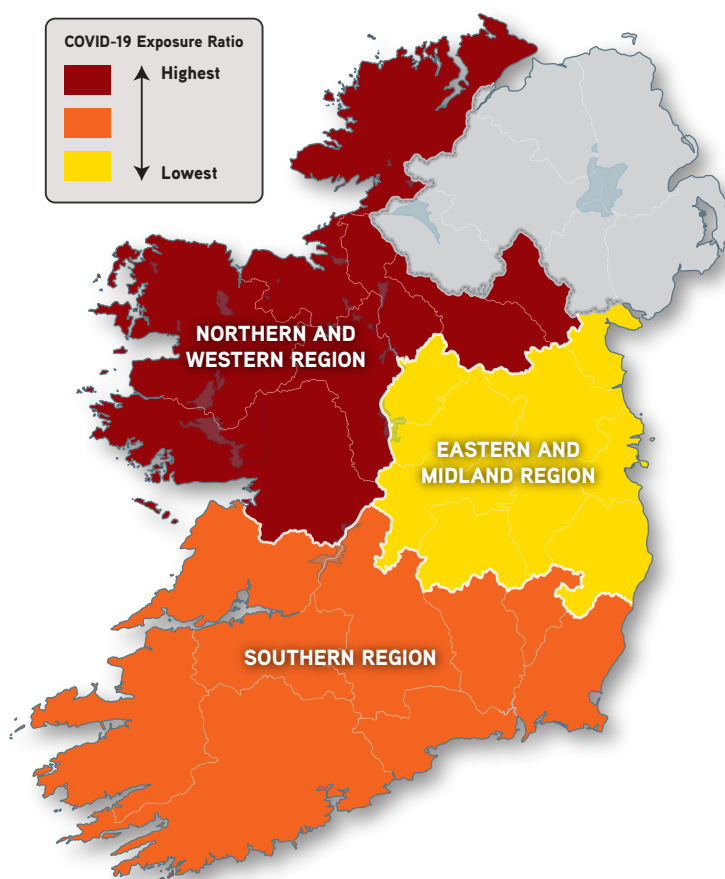 COVID-19 Exposure Ratio
Highest
Lowest
NORTHERN AND
WESTERN REGION
EASTERN AND
MIDLAND REGION
SOUTHERN REGION